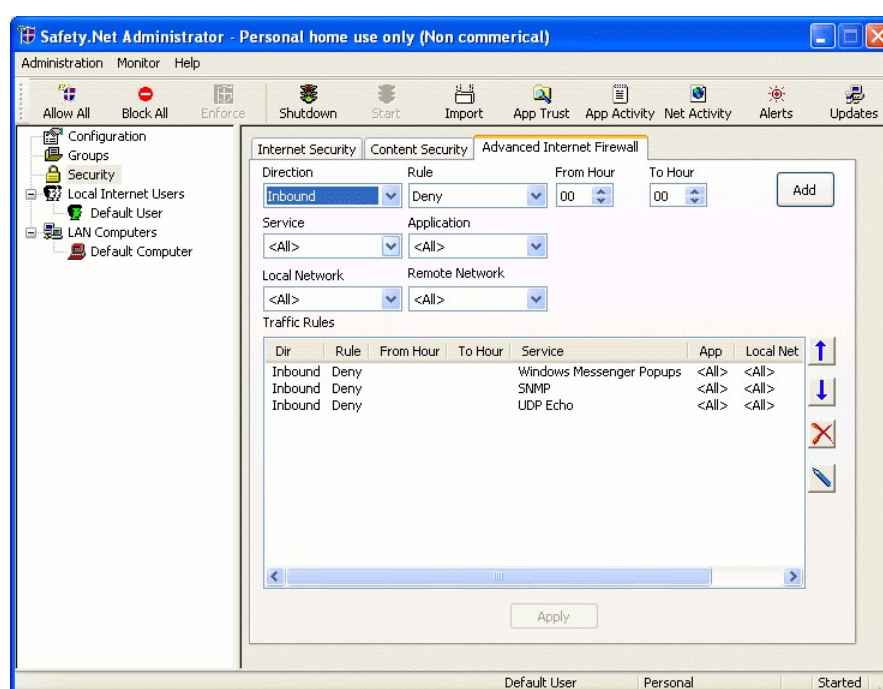 Safety.Net Administrator - Personal home use only (Non commerical)
Administration Monitor Help
Allow All Block All Enforce Shutdown Start Import App Trust App Activity Net Activity Alerts Updates
Configuration
Groups
Security
Local Internet Users
Default User
LAN Computers
Default Computer
Internet Security Content Security Advanced Internet Firewall
Direction Rule From Hour To Hour
Inbound Deny 00 00 Add
Service Application
<All> <All>
Local Network Remote Network
<All> <All>
Traffic Rules
Dir Rule From Hour To Hour Service App Local Net
Inbound Deny Windows Messenger Popups <All> <All>
Inbound Deny SNMP <All> <All>
Inbound Deny UDP Echo <All> <All>
Apply
Default User Personal Started